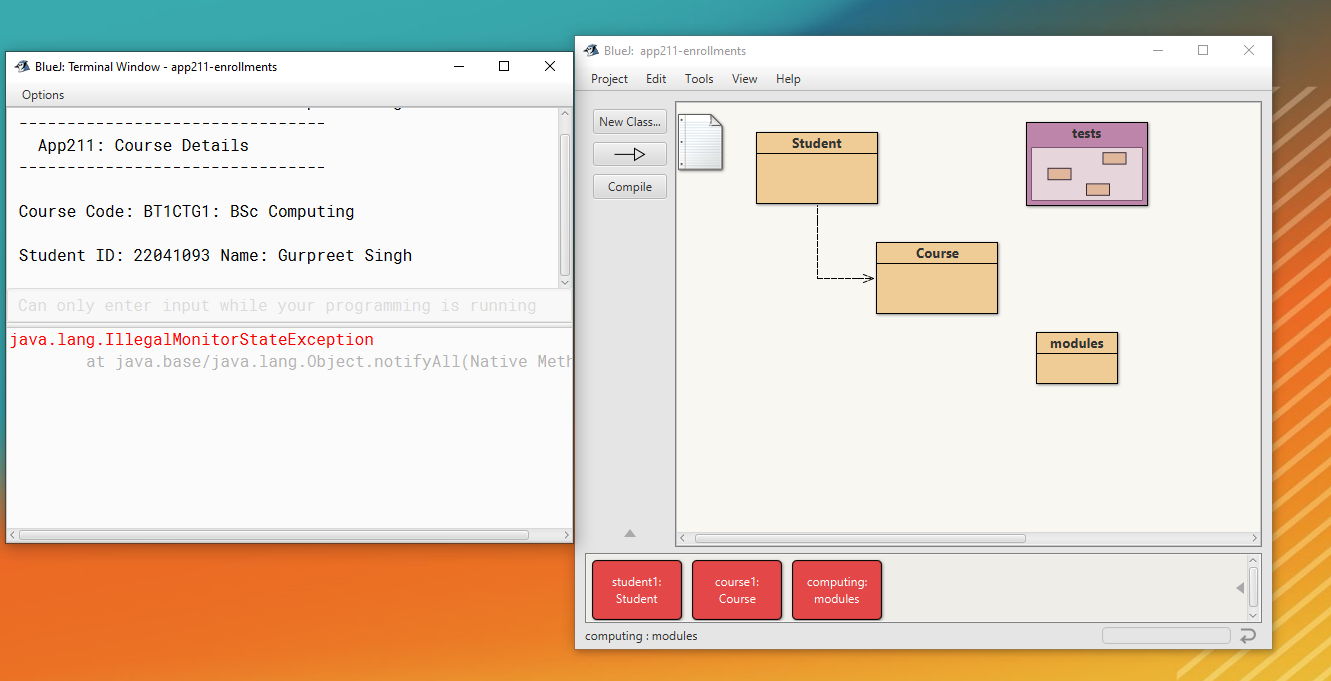 BlueJ: Terminal Window - app211-enrollments
Options
--------------------------------
App211: Course Details
--------------------------------
Course Code: BT1CTG1: BSc Computing
Student ID: 22041093 Name: Gurpreet Singh
Can only enter input while your programming is running
java.lang.IllegalMonitorStateException
at java.base/java.lang.Object.notifyAll(Native Meth
BlueJ: app211-enrollments
Project Edit Tools View Help
New Class...
Compile
Student
tests
Course
modules
student1:
Student
course1:
Course
computing:
modules
computing : modules